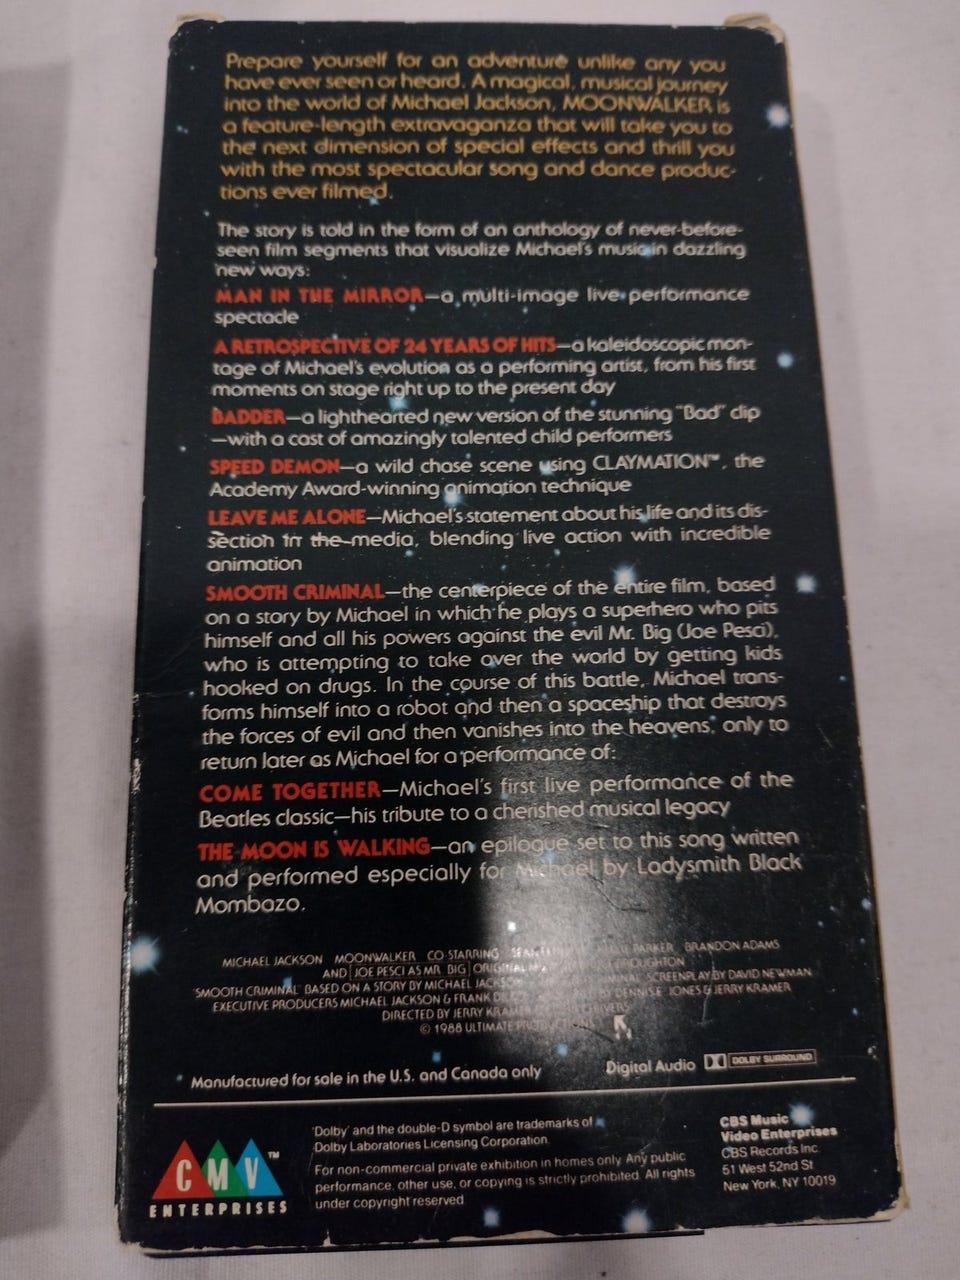 Prepare yourself for an adventure unlike any you
have ever seen or heard. A magical, musical journey
into the world of Michael Jackson, MOONWALKER is
a feature-length extravaganza that will take you to
the next dimension of special effects and thrill you
with the most spectacular song and dance produc-
tions ever filmed.
The story is told in the form of an anthology of never-before-
seen film segments that visualize Michael's music in dazzling
new ways:
MAN IN THE MIRROR—a multi-image live performance
spectacle
A RETROSPECTIVE OF 24 YEARS OF HITS—a kaleidoscopic mon-
tage of Michael's evolution as a performing artist, from his first
moments on stage right up to the present day
BADDER—a lighthearted new version of the stunning "Bad" clip
—with a cast of amazingly talented child performers
SPEED DEMON—a wild chase scene using CLAYMATION™, the
Academy Award-winning animation technique
LEAVE ME ALONE—Michael's statement about his life and its dis-
section in the media, blending live action with incredible
animation
SMOOTH CRIMINAL—the centerpiece of the entire film, based
on a story by Michael in which he plays a superhero who pits
himself and all his powers against the evil Mr. Big (Joe Pesci),
who is attempting to take over the world by getting kids
hooked on drugs. In the course of this battle, Michael trans-
forms himself into a robot and then a spaceship that destroys
the forces of evil and then vanishes into the heavens, only to
return later as Michael for a performance of:
COME TOGETHER—Michael's first live performance of the
Beatles classic—his tribute to a cherished musical legacy
THE MOON IS WALKING—an epilogue set to this song written
and performed especially for Michael by Ladysmith Black
Mombazo.
MICHAEL JACKSON MOONWALKER CO-STARRING PARKER BRANDON ADAMS
AND JOE PESCI AS MR. BIG BROUGHTON
"SMOOTH CRIMINAL" BASED ON A STORY BY MICHAEL SCREENPLAY BY DAVID NEWMAN
EXECUTIVE PRODUCERS MICHAEL JACKSON & FRANK BY DENNIS E. JONES & JERRY KRAMER
DIRECTED BY JERRY
© 1988 ULTIMATE
Manufactured for sale in the U.S. and Canada only
Digital Audio DOLBY SURROUND
CMV™
ENTERPRISES
'Dolby' and the double-D symbol are trademarks of
Dolby Laboratories Licensing Corporation.
For non-commercial private exhibition in homes only. Any public
performance, other use, or copying is strictly prohibited. All rights
under copyright reserved.
CBS Music
Video Enterprises
CBS Records Inc.
51 West 52nd St.
New York, NY 10019